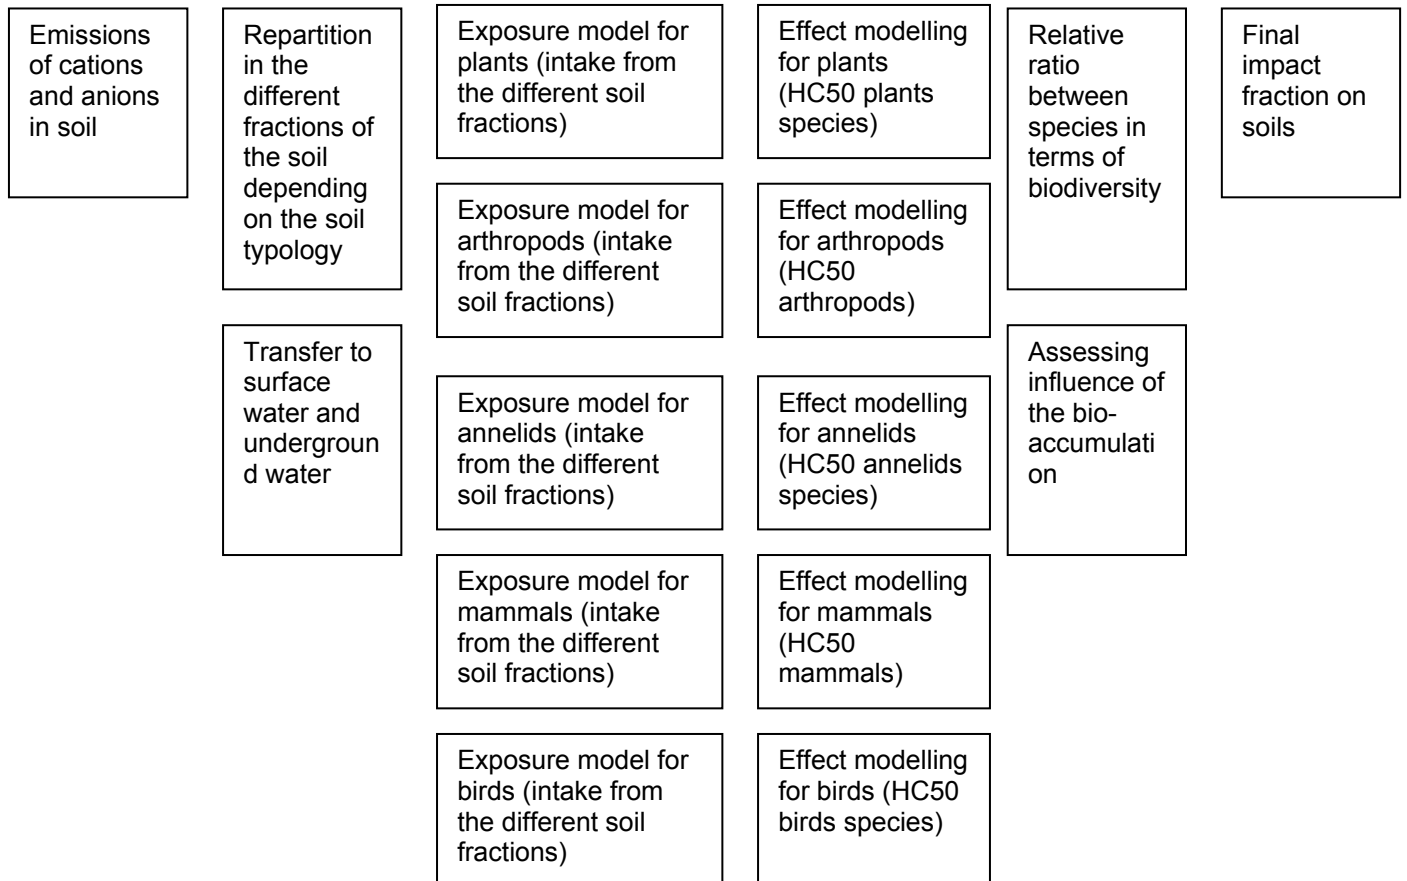 Emissions
of cations
and anions
in soil
Repartition
in the
different
fractions of
the soil
depending
on the soil
typology
Transfer to
surface
water and
undergroun
d water
Exposure model for
plants (intake from
the different soil
fractions)
Exposure model for
arthropods (intake
from the different
soil fractions)
Exposure model for
annelids (intake
from the different
soil fractions)
Exposure model for
mammals (intake
from the different
soil fractions)
Exposure model for
birds (intake from
the different soil
fractions)
Effect modelling
for plants
(HC50 plants
species)
Effect modelling
for arthropods
(HC50
arthropods)
Effect modelling
for annelids
(HC50 annelids
species)
Effect modelling
for mammals
(HC50
mammals)
Effect modelling
for birds (HC50
birds species)
Relative
ratio
between
species in
terms of
biodiversity
Assessing
influence of
the bio-
accumulati
on
Final
impact
fraction on
soils